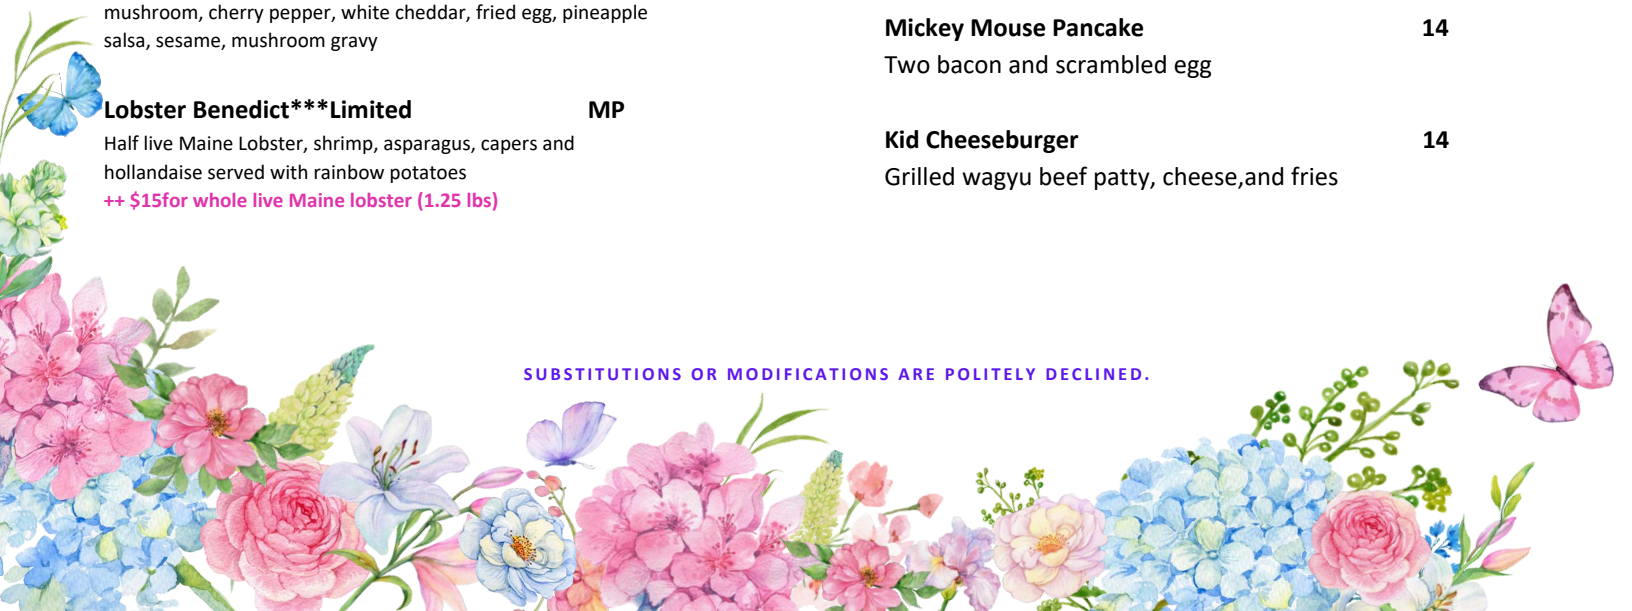 mushroom, cherry pepper, white cheddar, fried egg, pineapple
salsa, sesame, mushroom gravy
Lobster Benedict***Limited MP
Half live Maine Lobster, shrimp, asparagus, capers and
hollandaise served with rainbow potatoes
++ $15for whole live Maine lobster (1.25 lbs)
Mickey Mouse Pancake 14
Two bacon and scrambled egg
Kid Cheeseburger 14
Grilled wagyu beef patty, cheese,and fries
SUBSTITUTIONS OR MODIFICATIONS ARE POLITELY DECLINED.